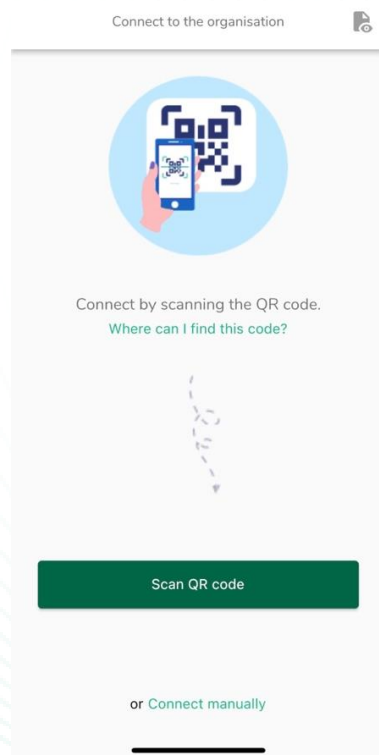 Connect to the organisation
Connect by scanning the QR code.
Where can I find this code?
Scan QR code
or Connect manually